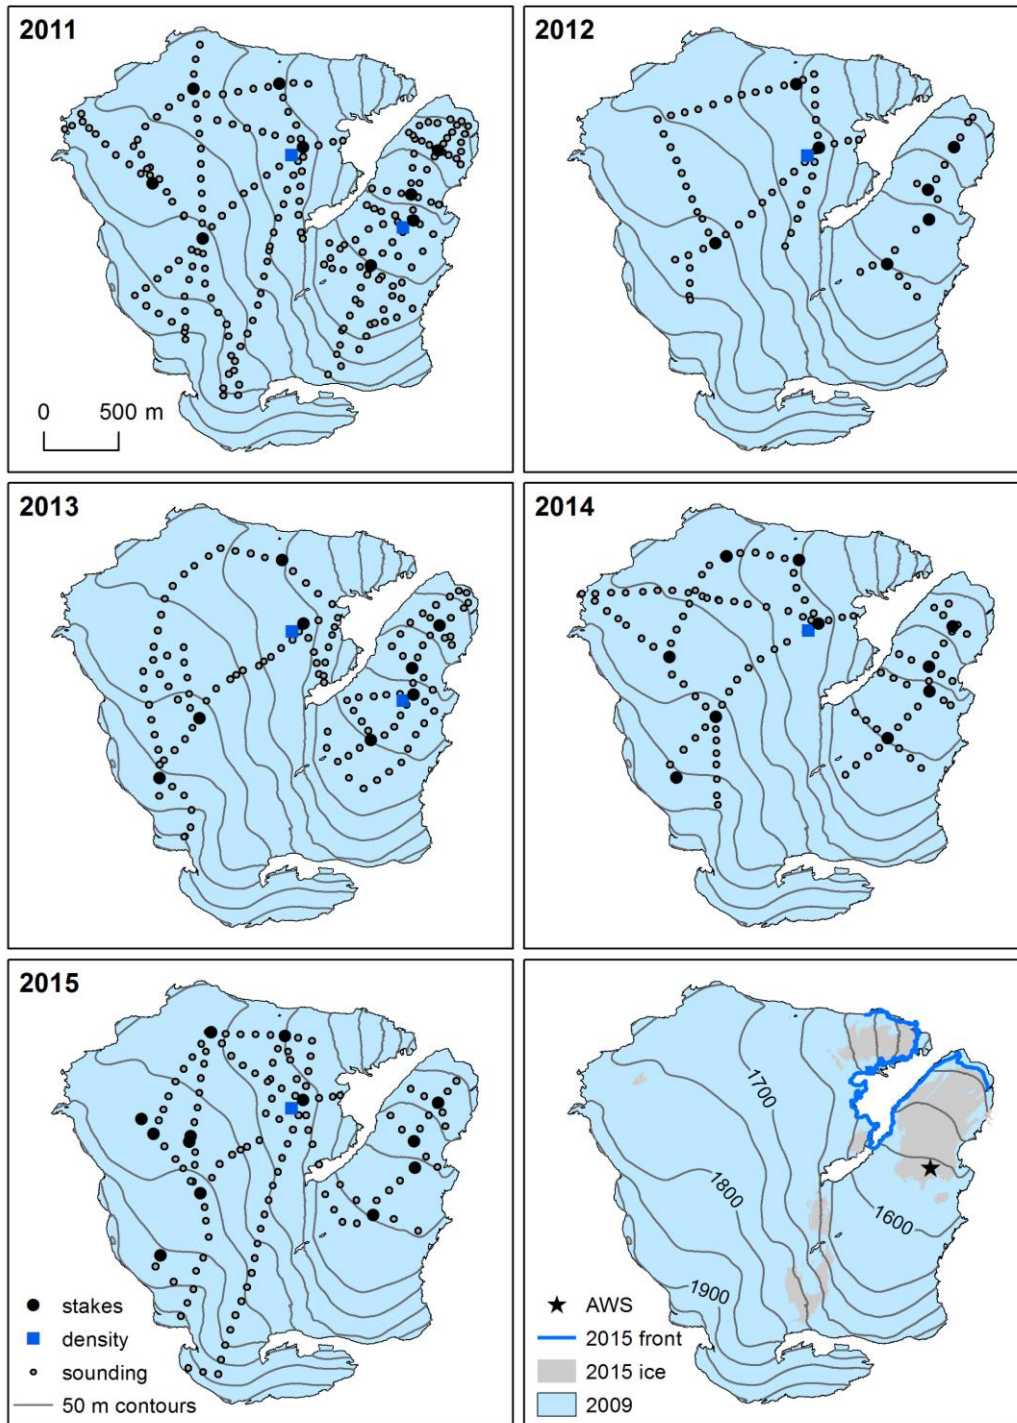 2011
2012
0 500 m
2013
2014
2015
stakes
density
sounding
50 m contours
1700
1800
1600
1900
AWS
2015 front
2015 ice
2009